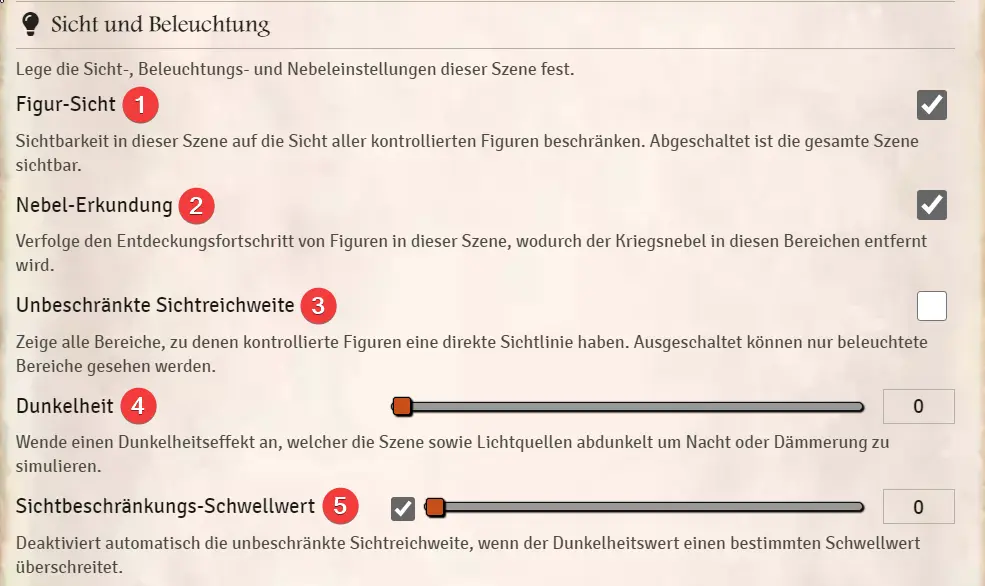 Sicht und Beleuchtung
Lege die Sicht-, Beleuchtungs- und Nebeleinstellungen dieser Szene fest.
Figur-Sicht 1
Sichtbarkeit in dieser Szene auf die Sicht aller kontrollierten Figuren beschränken. Abgeschaltet ist die gesamte Szene
sichtbar.
Nebel-Erkundung 2
Verfolge den Entdeckungsfortschritt von Figuren in dieser Szene, wodurch der Kriegsnebel in diesen Bereichen entfernt
wird.
Unbeschränkte Sichtreichweite 3
Zeige alle Bereiche, zu denen kontrollierte Figuren eine direkte Sichtlinie haben. Ausgeschaltet können nur beleuchtete
Bereiche gesehen werden.
Dunkelheit 4 0
Wende einen Dunkelheitseffekt an, welcher die Szene sowie Lichtquellen abdunkelt um Nacht oder Dämmerung zu
simulieren.
Sichtbeschränkungs-Schwellwert 5 0
Deaktiviert automatisch die unbeschränkte Sichtreichweite, wenn der Dunkelheitswert einen bestimmten Schwellwert
überschreitet.